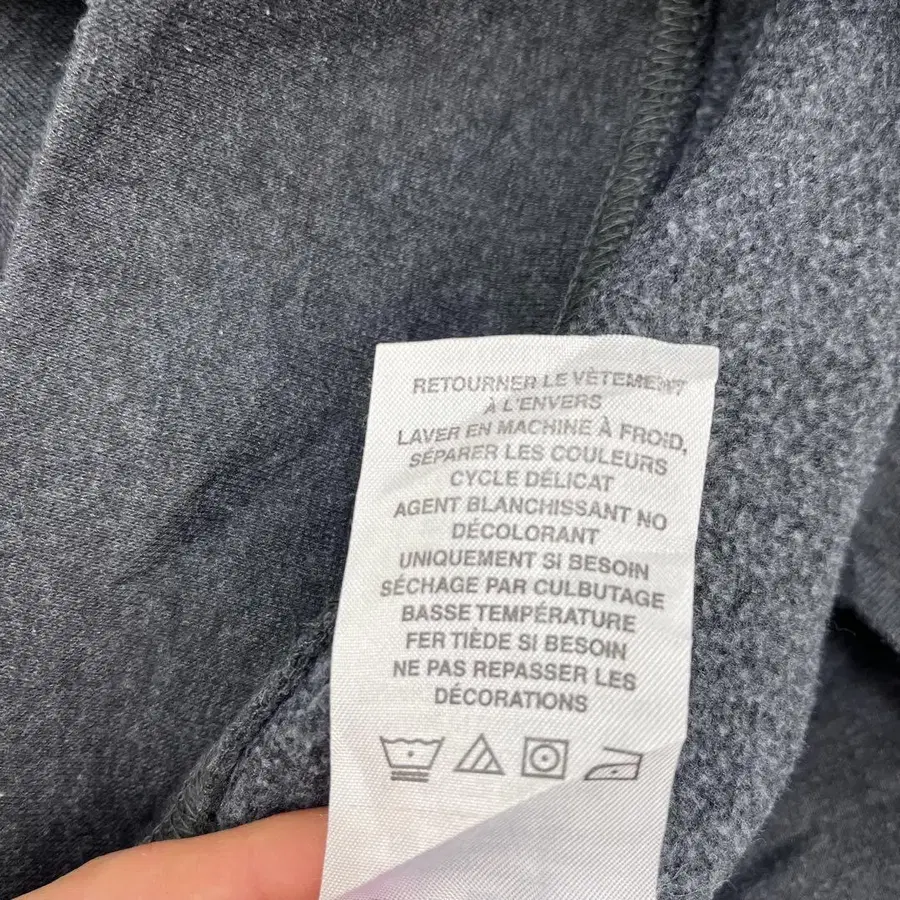 RETOURNER LE VÊTEMENT
À L'ENVERS
LAVER EN MACHINE À FROID,
SÉPARER LES COULEURS
CYCLE DÉLICAT
AGENT BLANCHISSANT NO
DÉCOLORANT
UNIQUEMENT SI BESOIN
SÉCHAGE PAR CULBUTAGE
BASSE TEMPÉRATURE
FER TIÈDE SI BESOIN
NE PAS REPASSER LES
DÉCORATIONS